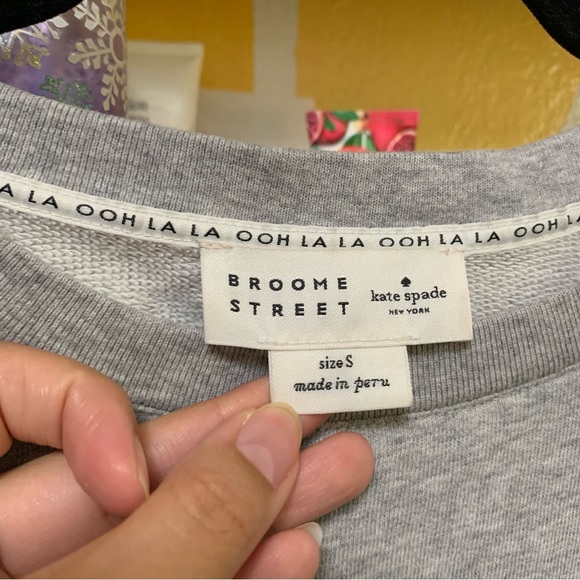 A LA OOH LA LA OOH LA LA OOH LA LA OOH LA
BROOME
STREET
kate spade
NEW YORK
size S
made in peru